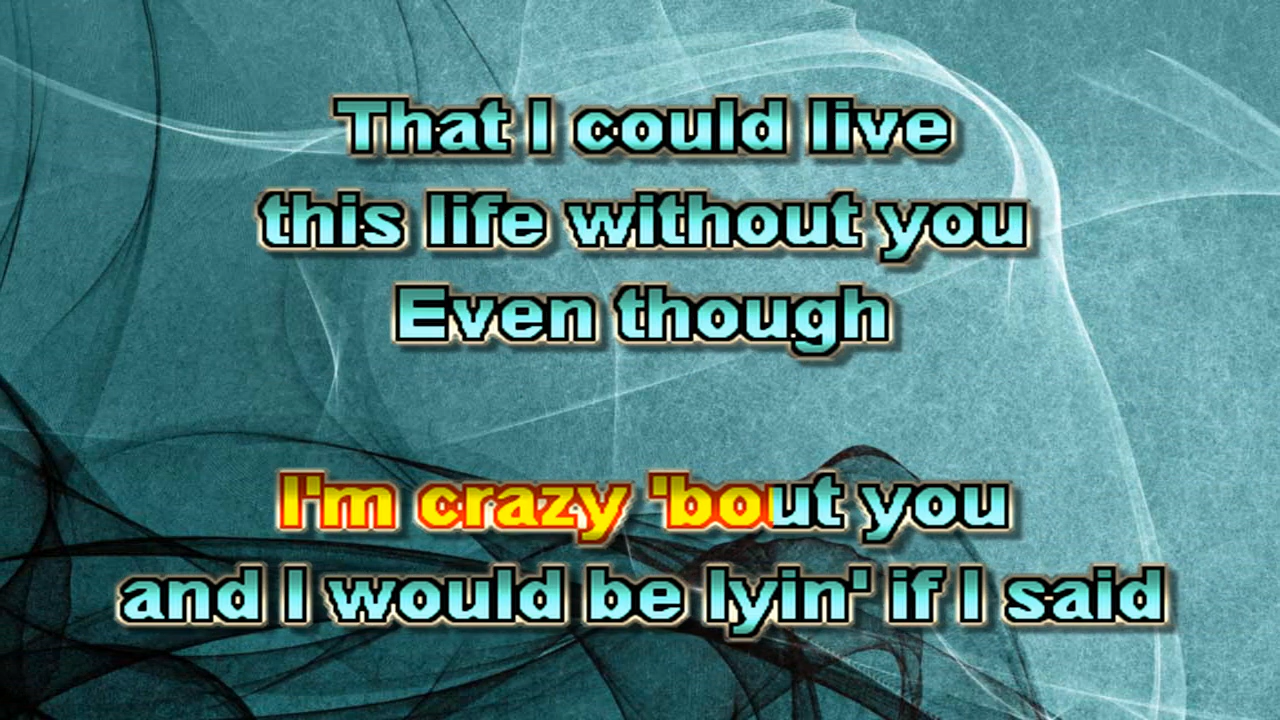 That I could live
this life without you
Even though
I'm crazy 'bout you
and I would be lyin' if I said